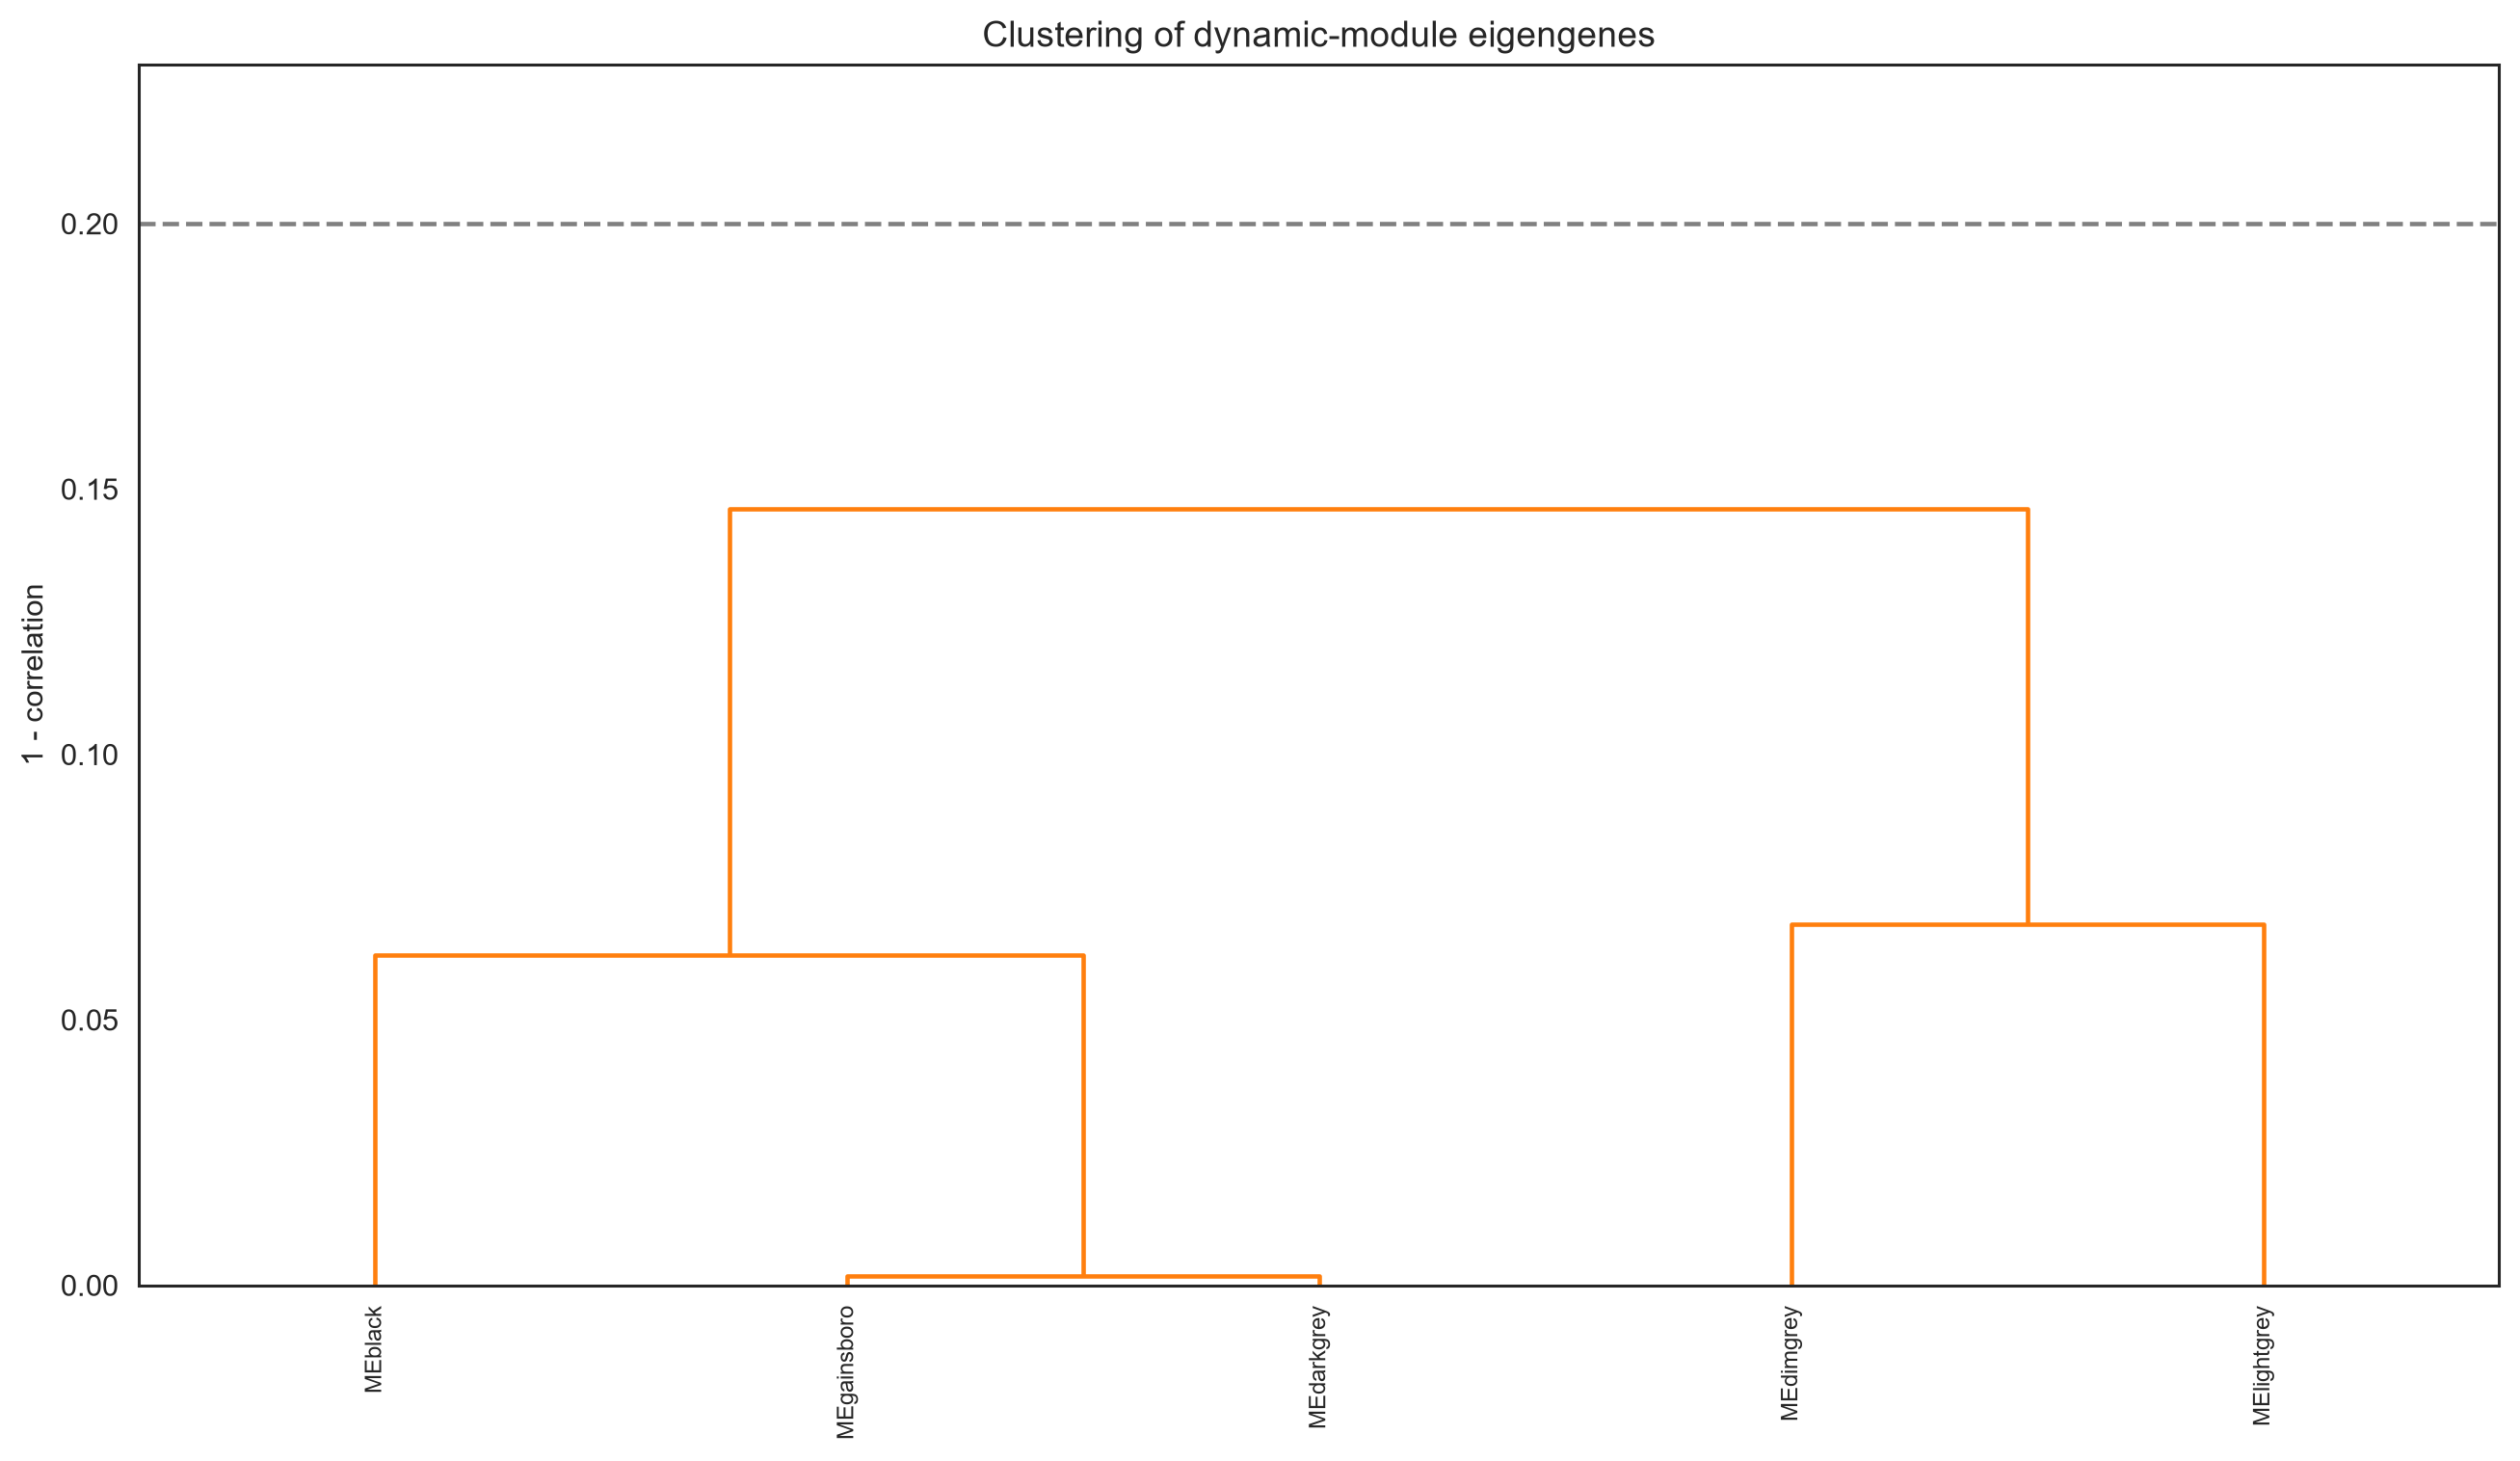 Clustering of dynamic-module eigengenes
1 - correlation
0.20
0.15
0.10
0.05
0.00
MEblack
MEgainsboro
MEdarkgrey
MEdimgrey
MElightgrey